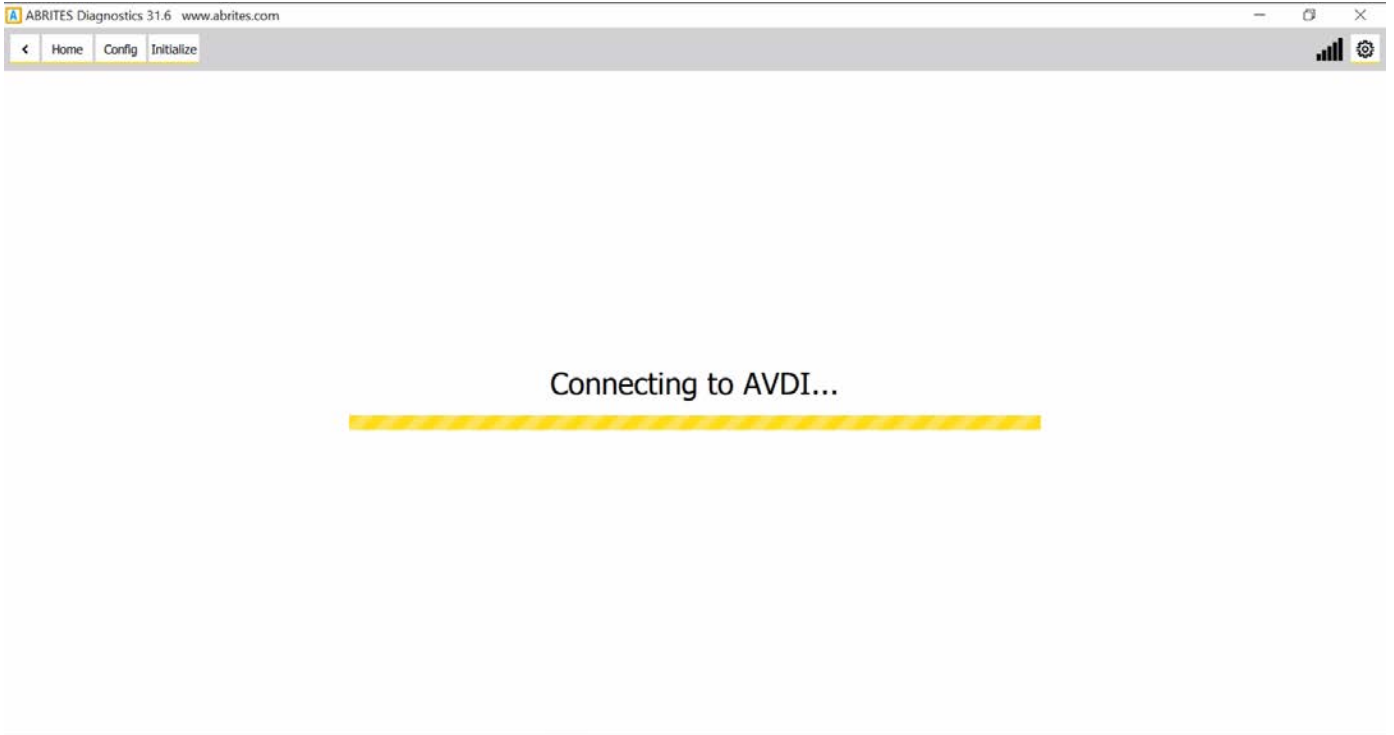 A ABRITES Diagnostics 31.6 www.abrites.com
Home Config Initialize
Connecting to AVDI...